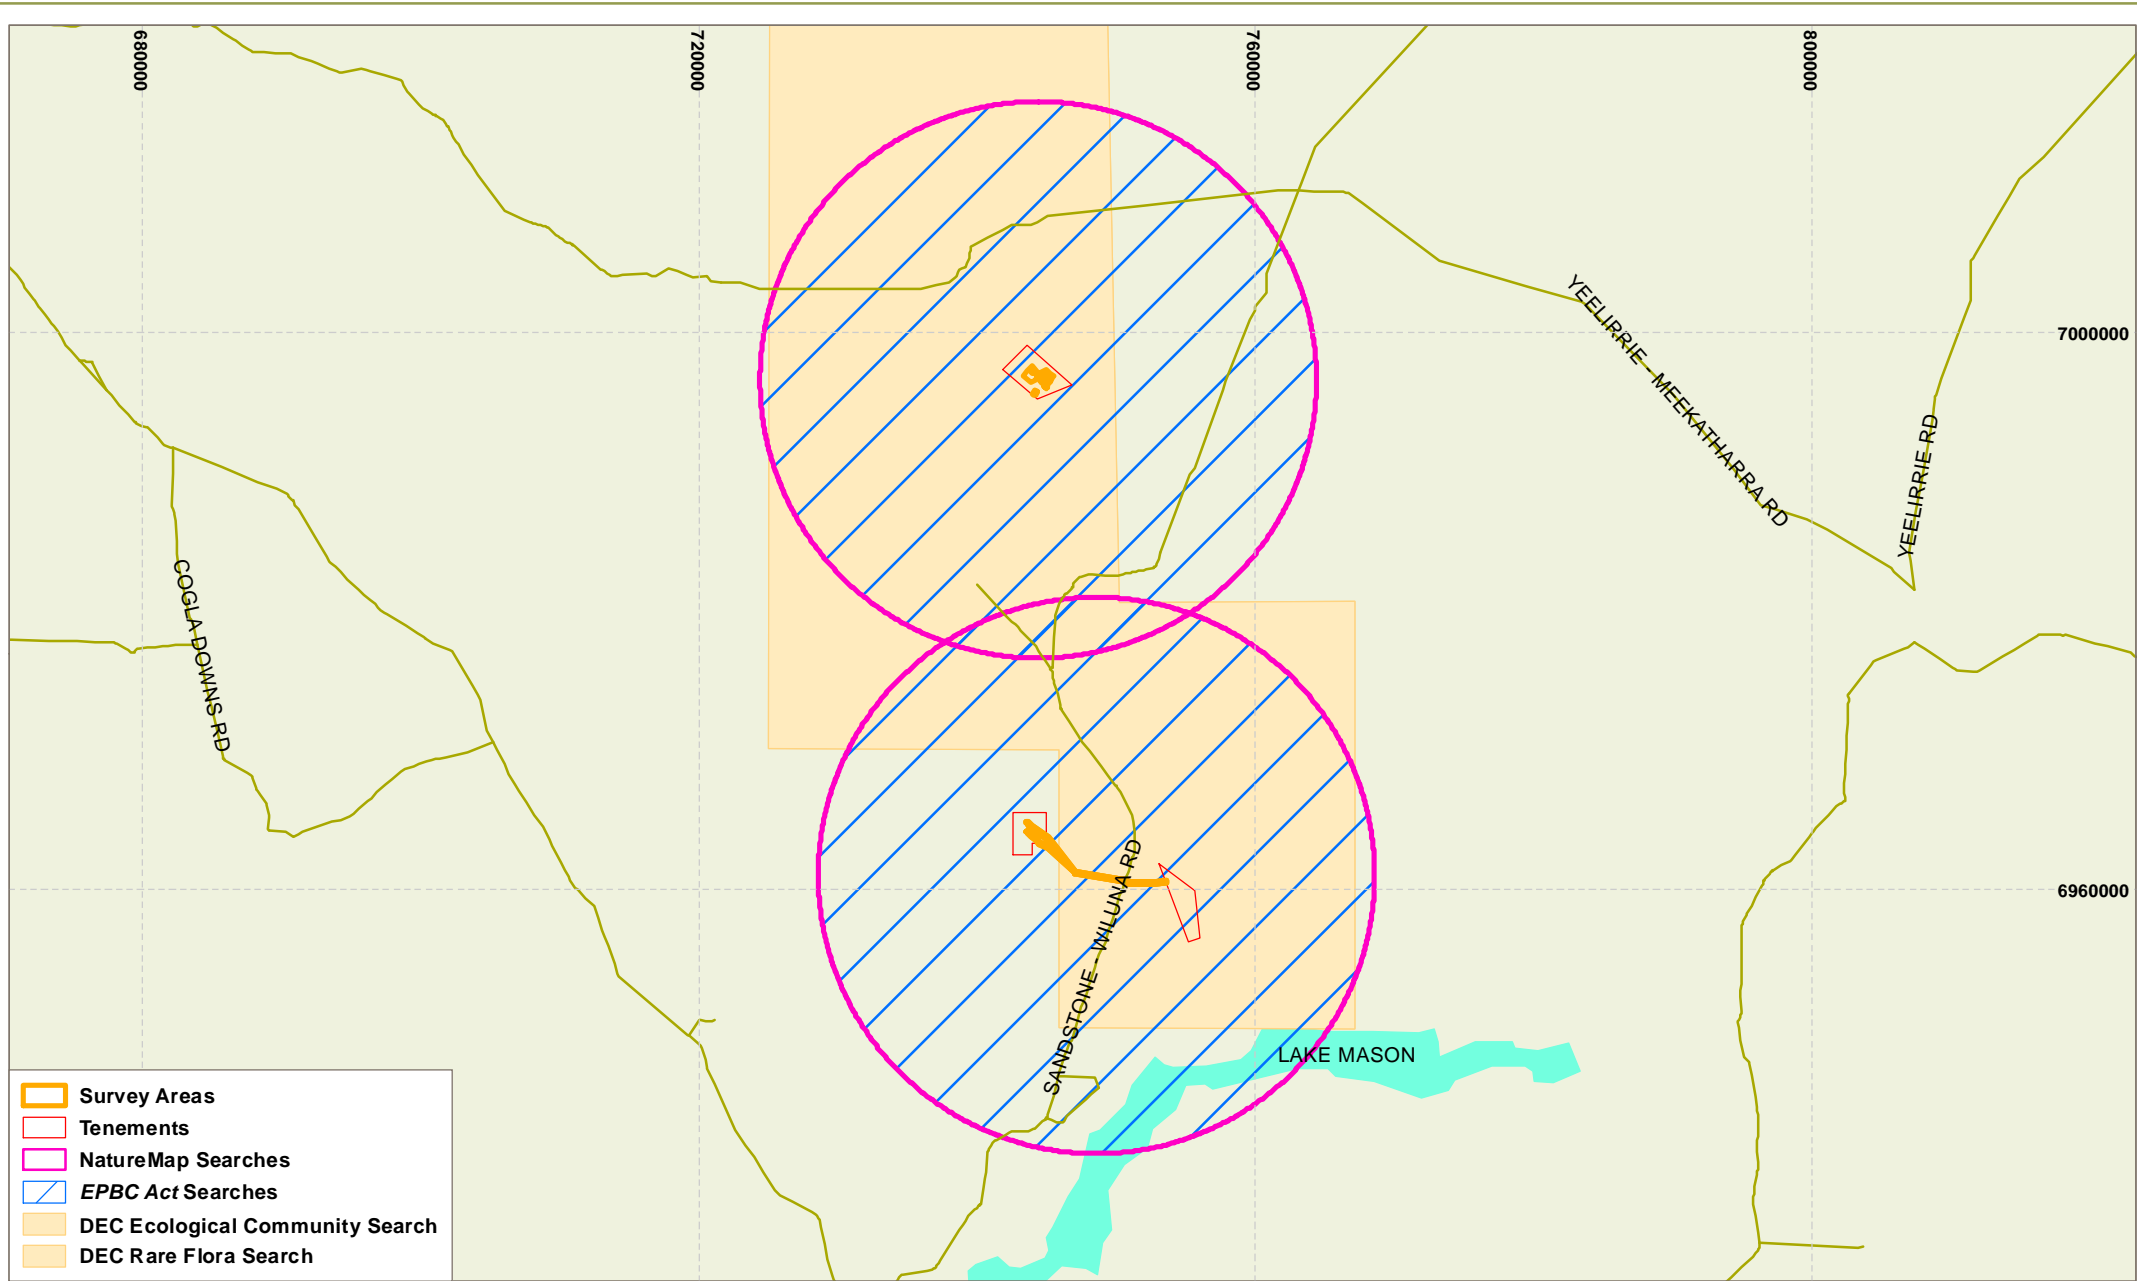 680000
720000
760000
800000
7000000
YEELIRRIE - MEEKATHARRA RD
YEELIRRIE RD
COGLA DOWNS RD
6960000
SANDSTONE - WILUNA RD
LAKE MASON
Survey Areas
Tenements
NatureMap Searches
EPBC Act Searches
DEC Ecological Community Search
DEC Rare Flora Search